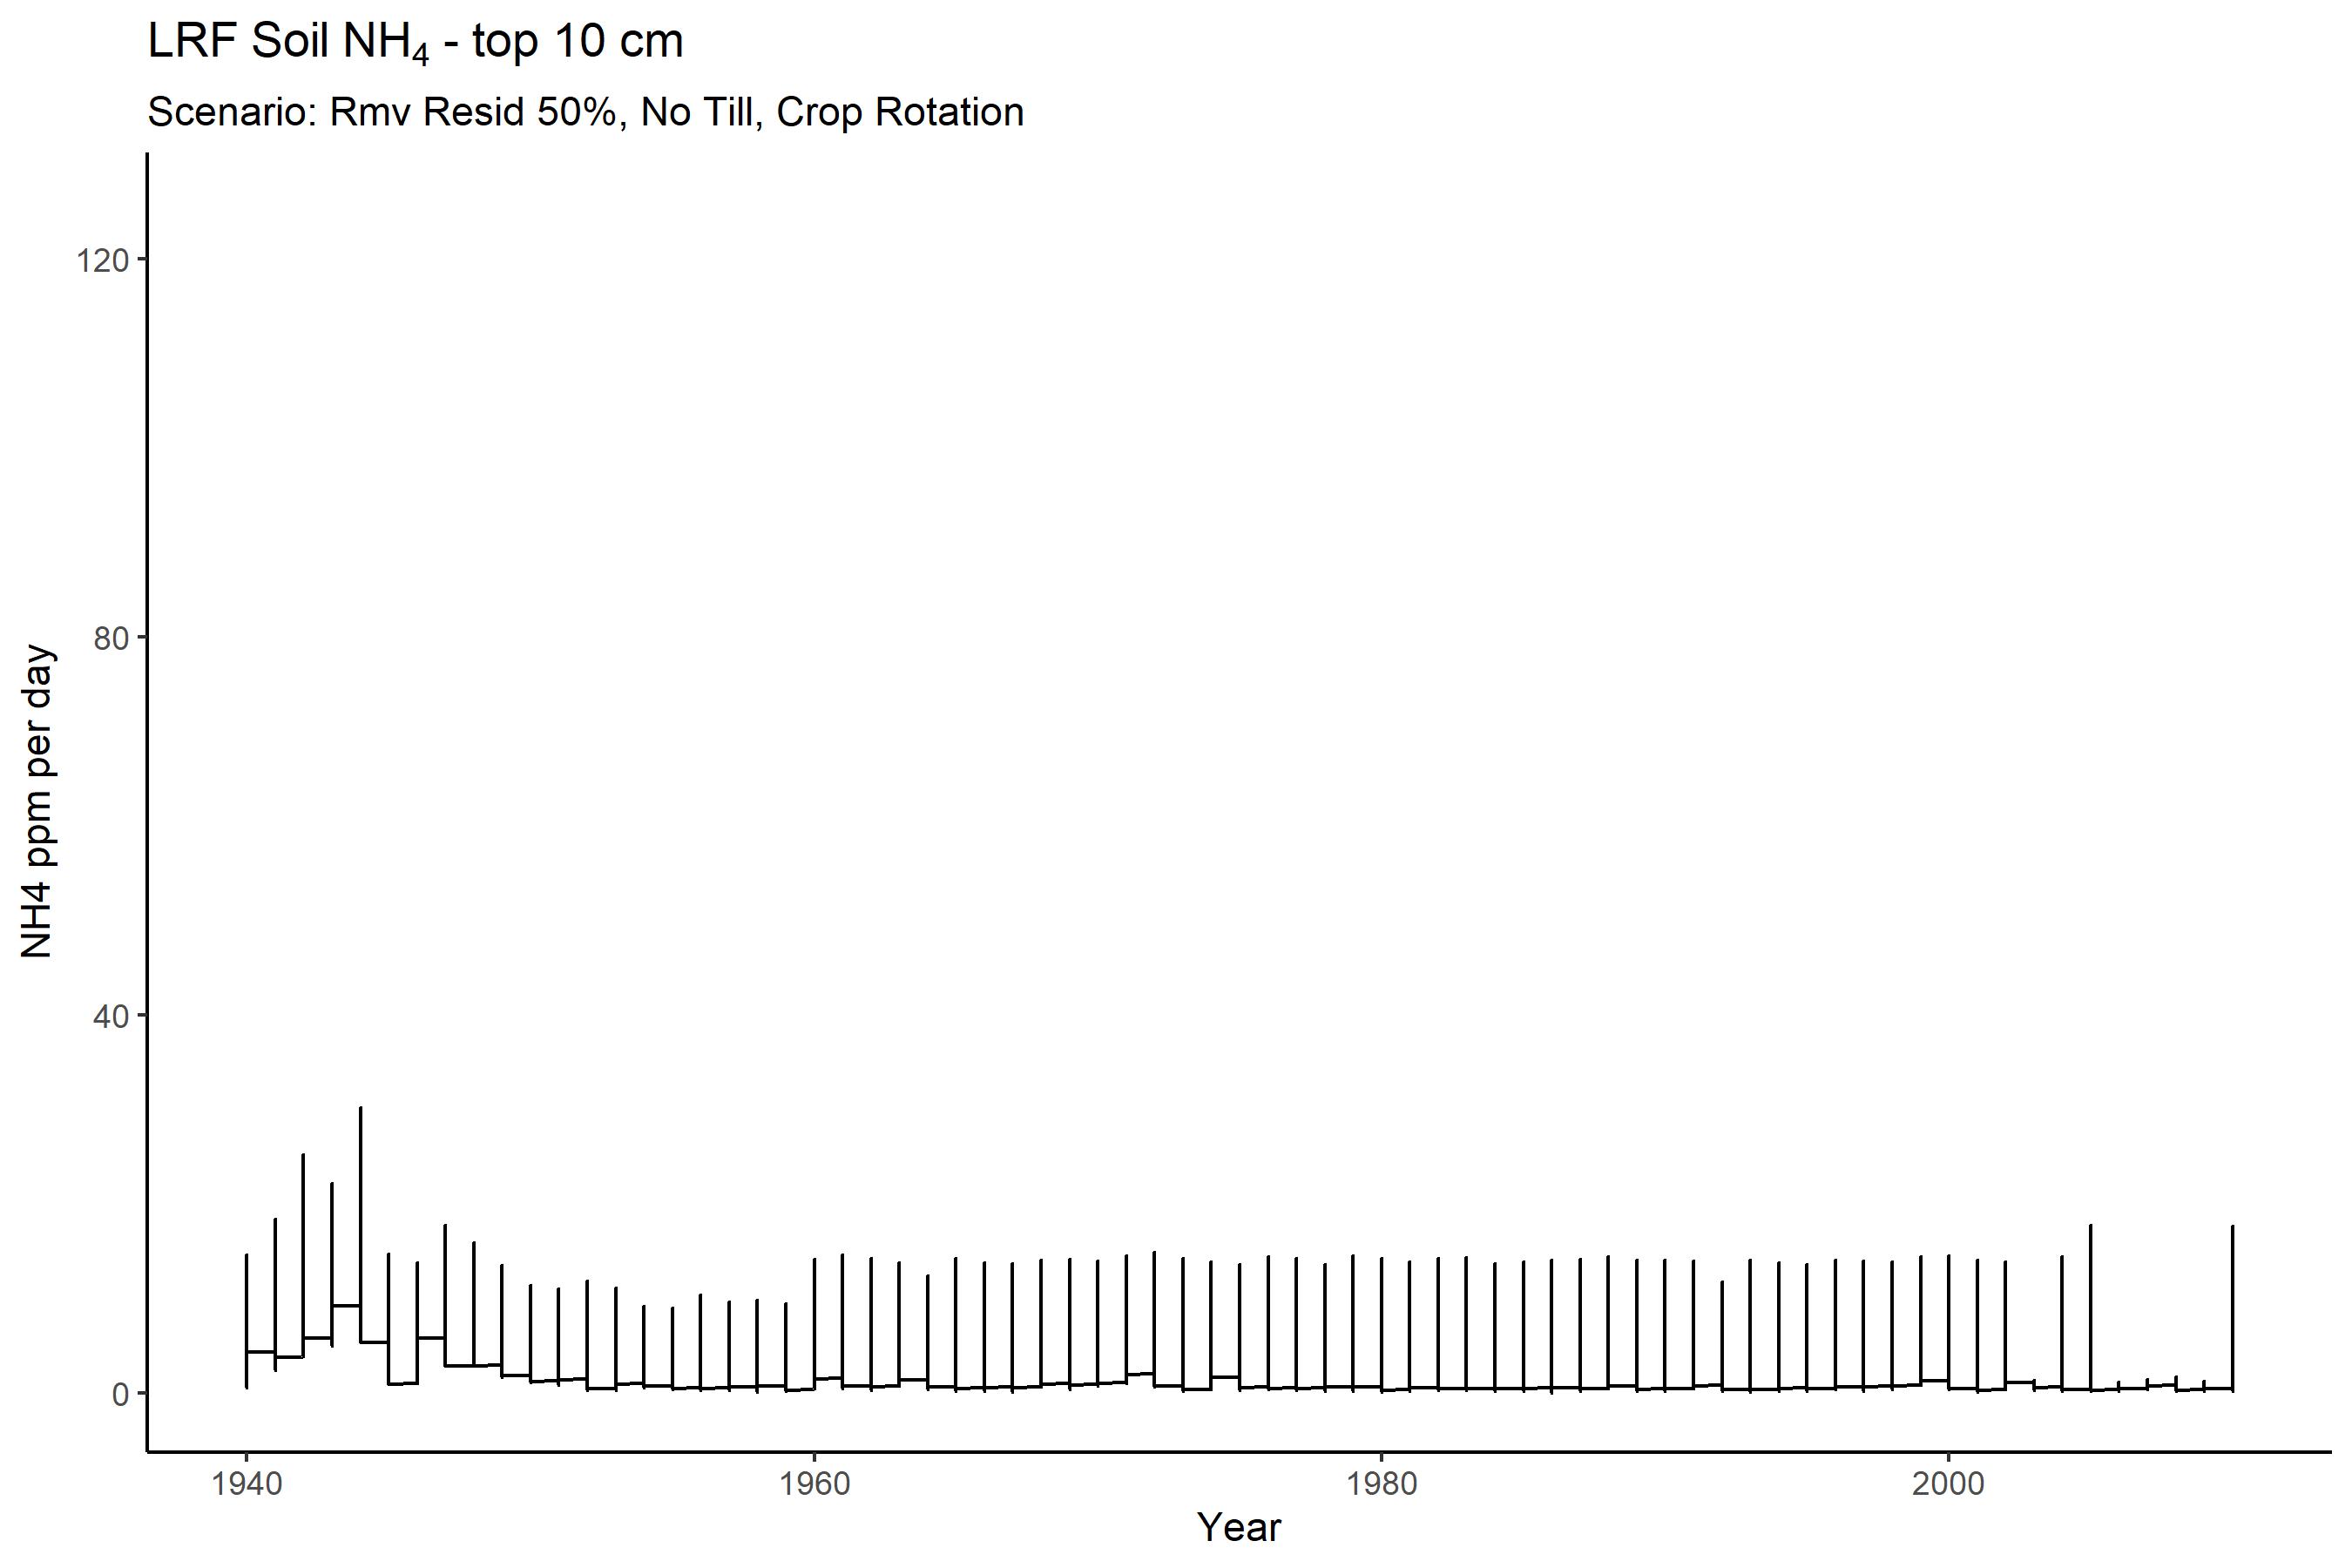 LRF Soil NH₄ - top 10 cm
Scenario: Rmv Resid 50%, No Till, Crop Rotation
120
80
40
0
NH4 ppm per day
1940 1960 1980 2000
Year